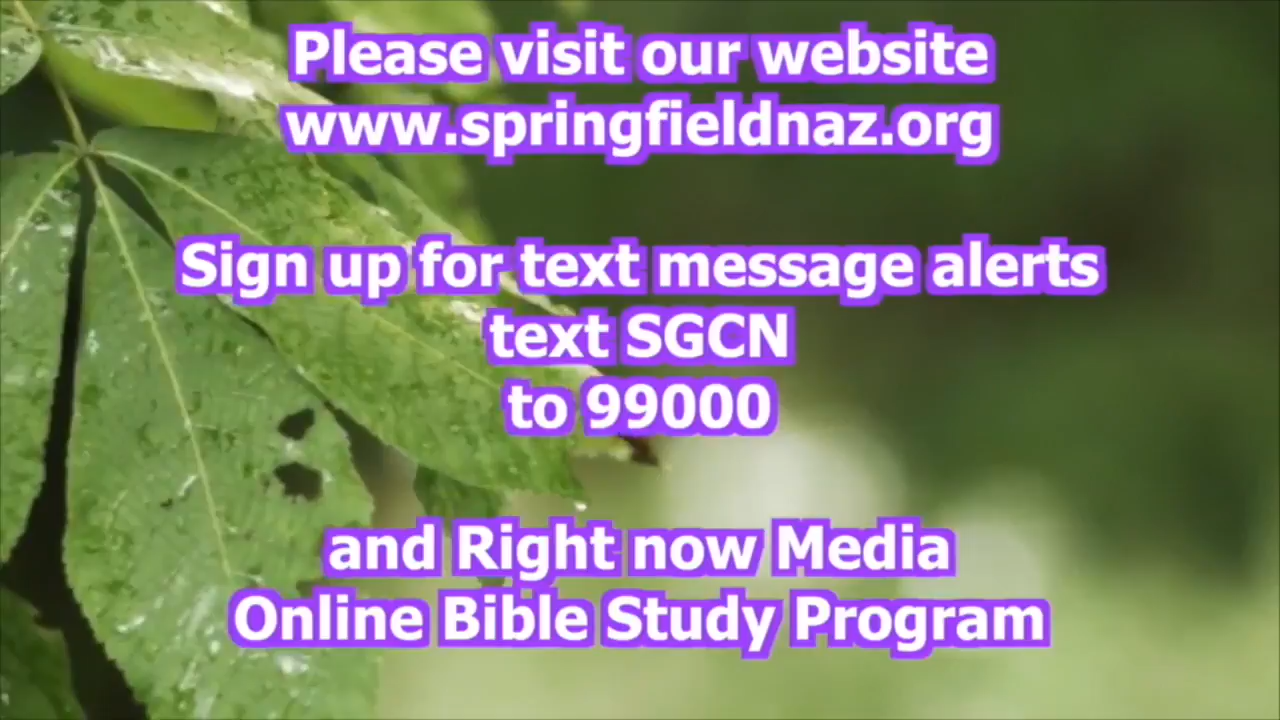 Please visit our website
www.springfieldnaz.org
Sign up for text message alerts
text SGCN
to 99000
and Right now Media
Online Bible Study Program